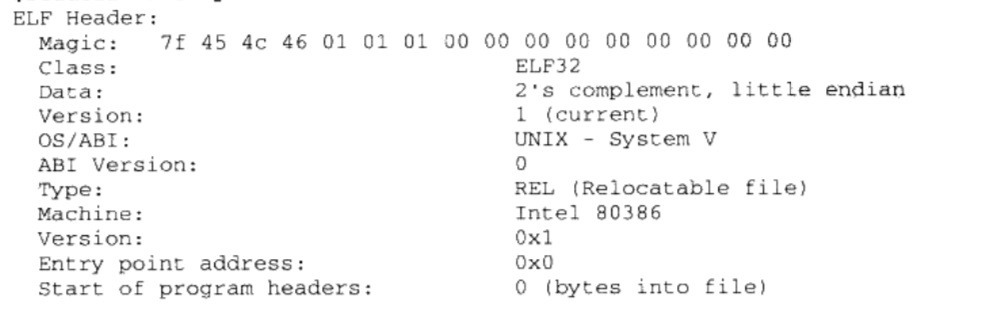 ELF Header:
Magic: 7f 45 4c 46 01 01 01 00 00 00 00 00 00 00 00 00
Class: ELF32
Data: 2's complement, little endian
Version: 1 (current)
OS/ABI: UNIX - System V
ABI Version: 0
Type: REL (Relocatable file)
Machine: Intel 80386
Version: 0x1
Entry point address: 0x0
Start of program headers: 0 (bytes into file)